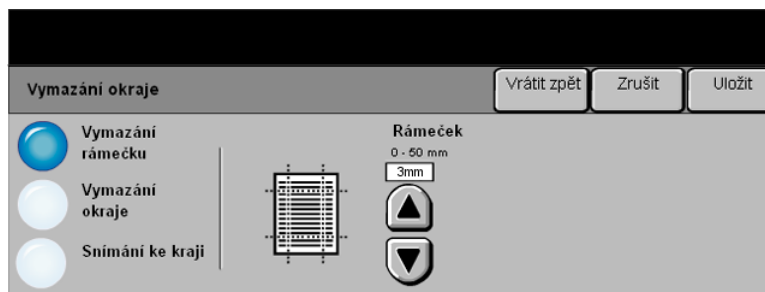 Vymazání okraje
Vrátit zpět
Zrušit
Uložit
Vymazání
rámečku
Vymazání
okraje
Snímání ke kraji
Rámeček
0 - 50 mm
3mm